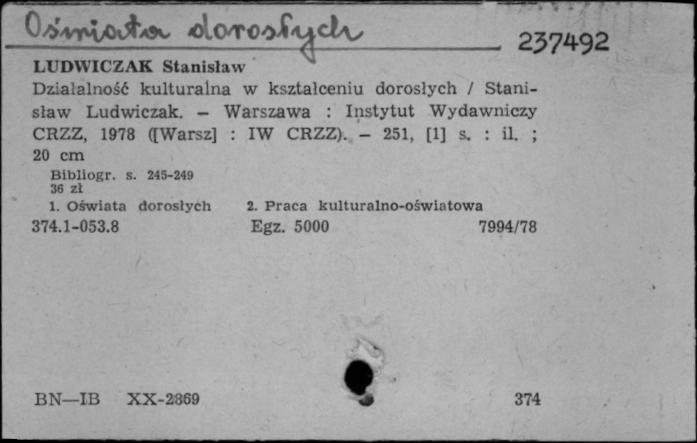 Oświata dorosłych
237492
LUDWICZAK Stanisław
Działalność kulturalna w kształceniu dorosłych / Stani-
sław Ludwiczak. — Warszawa : Instytut Wydawniczy
CRZZ, 1978 ([Warsz] : IW CRZZ). — 251, [1] s. : il. ;
20 cm
Bibliogr. s. 245-249
36 zł
1. Oświata dorosłych 2. Praca kulturalno-oświatowa
374.1-053.8 Egz. 5000 7994/78
BN—IB XX-2869 374